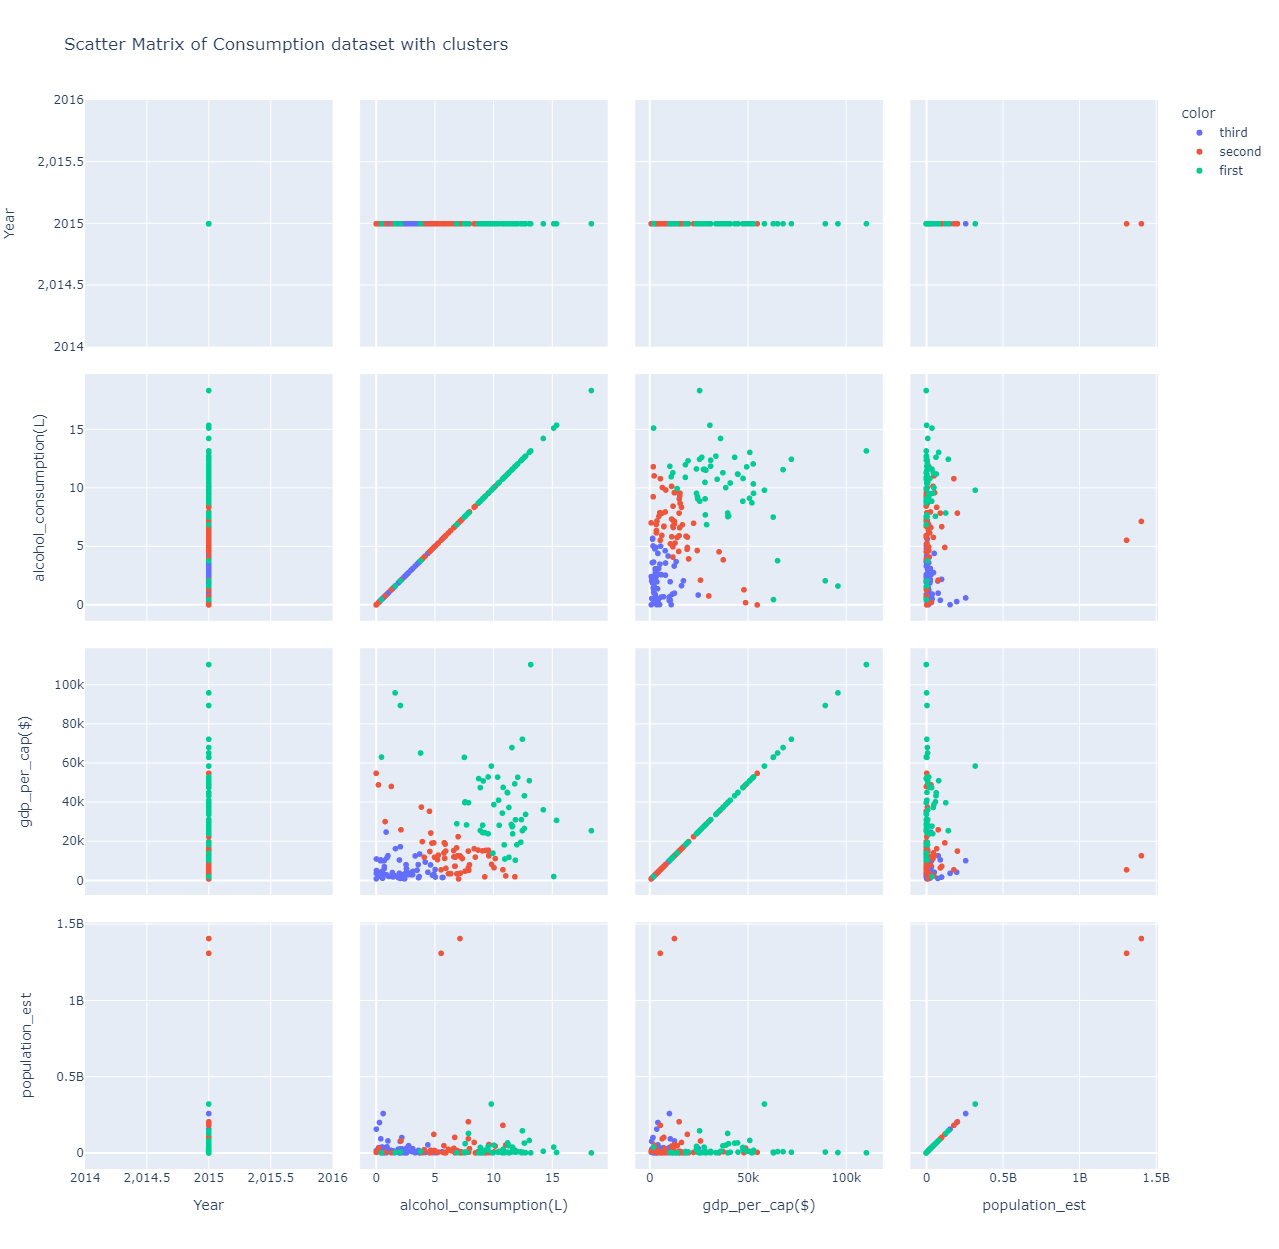 Scatter Matrix of Consumption dataset with clusters
color
third
second
first
2016
2,015.5
2015
2,014.5
2014
Year
15
10
5
0
alcohol_consumption(L)
100k
80k
60k
40k
20k
0
gdp_per_cap($)
1.5B
1B
0.5B
0
population_est
2014 2,014.5 2015 2,015.5 2016 0 5 10 15 0 50k 100k 0 0.5B 1B 1.5B
Year alcohol_consumption(L) gdp_per_cap($) population_est